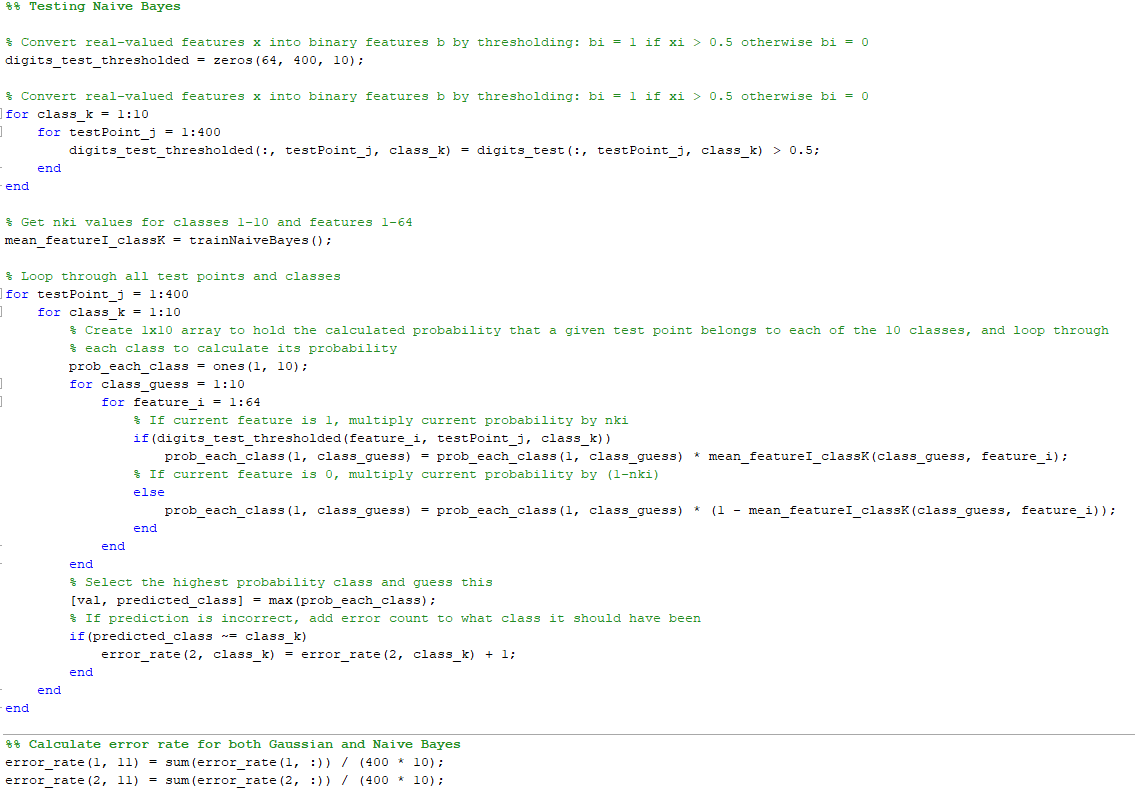 %% Testing Naive Bayes
% Convert real-valued features x into binary features b by thresholding: bi = 1 if xi > 0.5 otherwise bi = 0
digits_test_thresholded = zeros(64, 400, 10);
% Convert real-valued features x into binary features b by thresholding: bi = 1 if xi > 0.5 otherwise bi = 0
for class_k = 1:10
    for testPoint_j = 1:400
        digits_test_thresholded(:, testPoint_j, class_k) = digits_test(:, testPoint_j, class_k) > 0.5;
    end
end
% Get nki values for classes 1-10 and features 1-64
mean_featureI_classK = trainNaiveBayes();
% Loop through all test points and classes
for testPoint_j = 1:400
    for class_k = 1:10
        % Create 1x10 array to hold the calculated probability that a given test point belongs to each of the 10 classes, and loop through
        % each class to calculate its probability
        prob_each_class = ones(1, 10);
        for class_guess = 1:10
            for feature_i = 1:64
                % If current feature is 1, multiply current probability by nki
                if(digits_test_thresholded(feature_i, testPoint_j, class_k))
                    prob_each_class(1, class_guess) = prob_each_class(1, class_guess) * mean_featureI_classK(class_guess, feature_i);
                % If current feature is 0, multiply current probability by (1-nki)
                else
                    prob_each_class(1, class_guess) = prob_each_class(1, class_guess) * (1 - mean_featureI_classK(class_guess, feature_i));
                end
            end
        end
        % Select the highest probability class and guess this
        [val, predicted_class] = max(prob_each_class);
        % If prediction is incorrect, add error count to what class it should have been
        if(predicted_class ~= class_k)
            error_rate(2, class_k) = error_rate(2, class_k) + 1;
        end
    end
end
%% Calculate error rate for both Gaussian and Naive Bayes
error_rate(1, 11) = sum(error_rate(1, :)) / (400 * 10);
error_rate(2, 11) = sum(error_rate(2, :)) / (400 * 10);